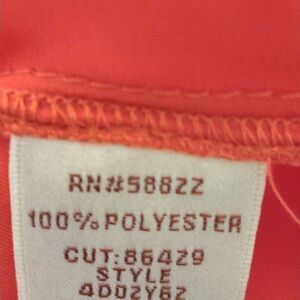 RN#58822
100% POLYESTER
CUT:86429
STYLE
4D02Y82